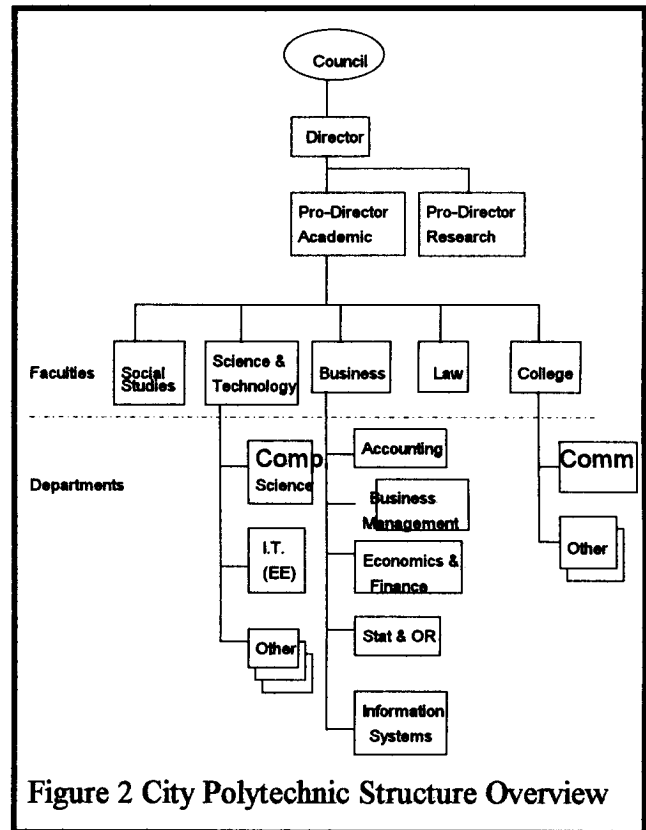 Council
Director
Pro-Director
Academic
Pro-Director
Research
Faculties
Social
Studies
Science &
Technology
Business
Law
College
Departments
Comp
Science
I.T.
(EE)
Other
Accounting
Business
Management
Economics &
Finance
Stat & OR
Information
Systems
Comm
Other
Figure 2 City Polytechnic Structure Overview